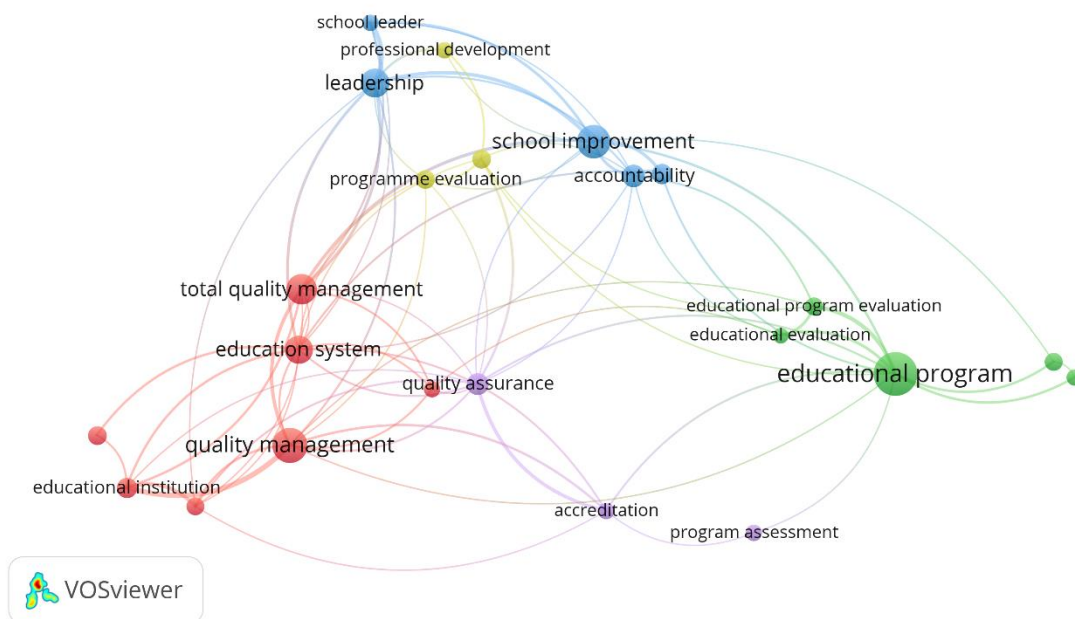 school leader
professional development
leadership
school improvement
accountability
programme evaluation
total quality management
educational program evaluation
educational evaluation
education system
educational program
quality assurance
quality management
educational institution
accreditation
program assessment
VOSviewer